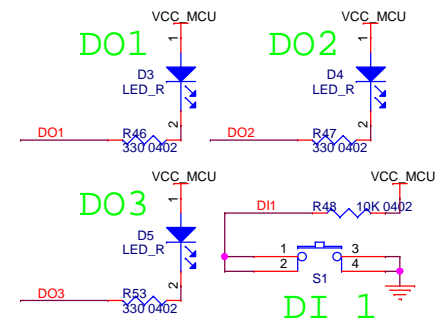 VCC_MCU
DO1
1
D3
LED_R
2
DO1
R46
330 0402
VCC_MCU
DO2
1
D4
LED_R
2
DO2
R47
330 0402
VCC_MCU
DO3
1
D5
LED_R
2
DO3
R53
330 0402
VCC_MCU
DI1
R48
10K 0402
1
3
2
4
S1
DI 1